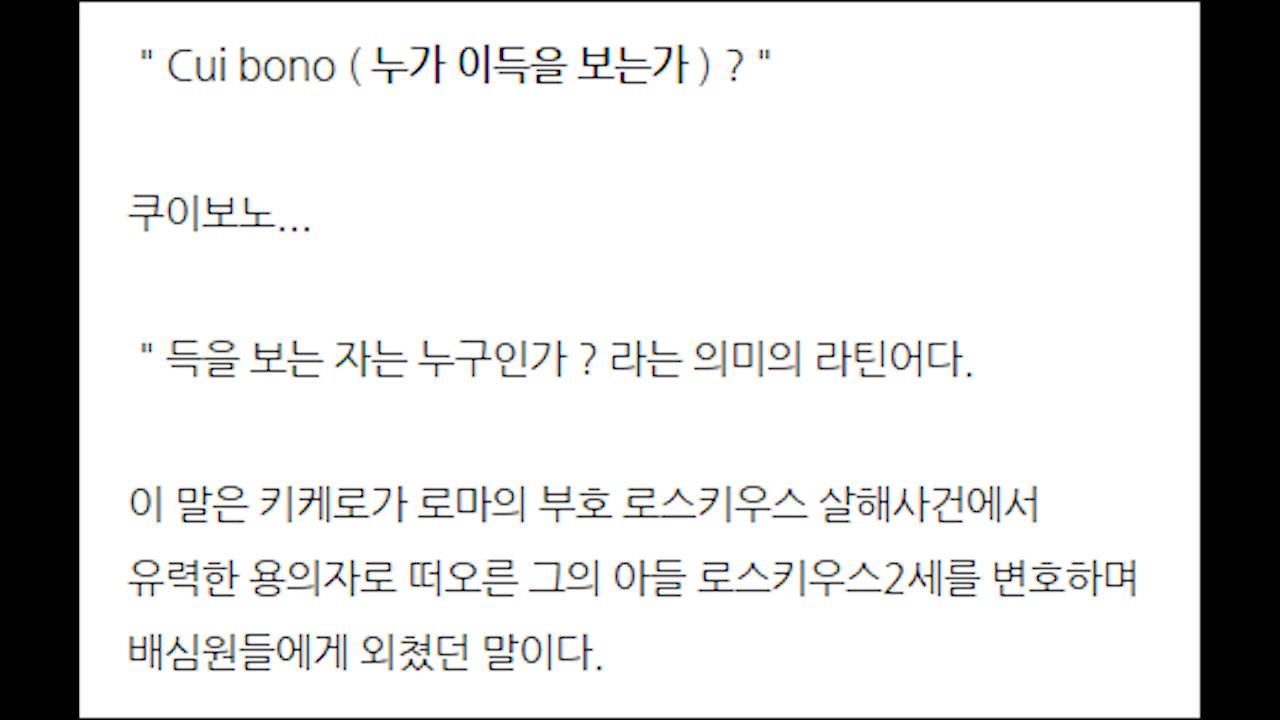 " Cui bono ( 누가 이득을 보는가 ) ? "
쿠이보노...
" 득을 보는 자는 누구인가 ? 라는 의미의 라틴어다.
이 말은 키케로가 로마의 부호 로스키우스 살해사건에서
유력한 용의자로 떠오른 그의 아들 로스키우스2세를 변호하며
배심원들에게 외쳤던 말이다.